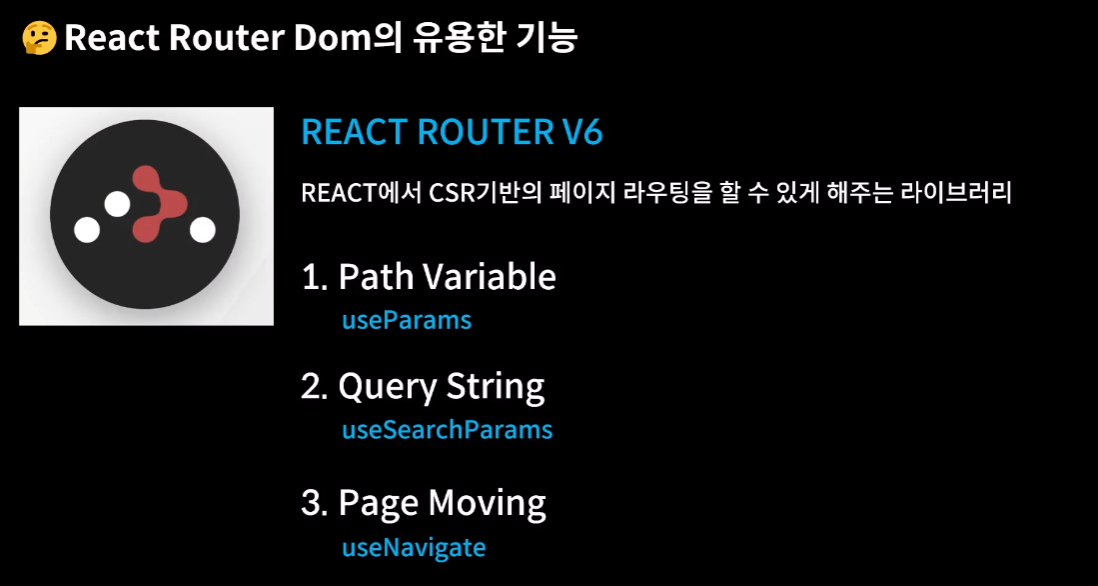 🤔React Router Dom의 유용한 기능
REACT ROUTER V6
REACT에서 CSR기반의 페이지 라우팅을 할 수 있게 해주는 라이브러리
1. Path Variable
useParams
2. Query String
useSearchParams
3. Page Moving
useNavigate